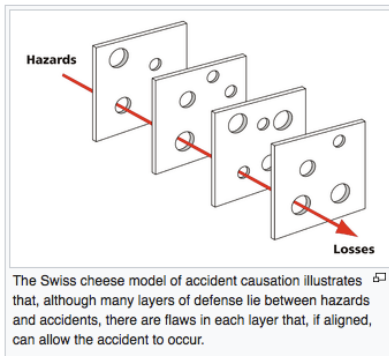 Hazards
Losses
The Swiss cheese model of accident causation illustrates
that, although many layers of defense lie between hazards
and accidents, there are flaws in each layer that, if aligned,
can allow the accident to occur.